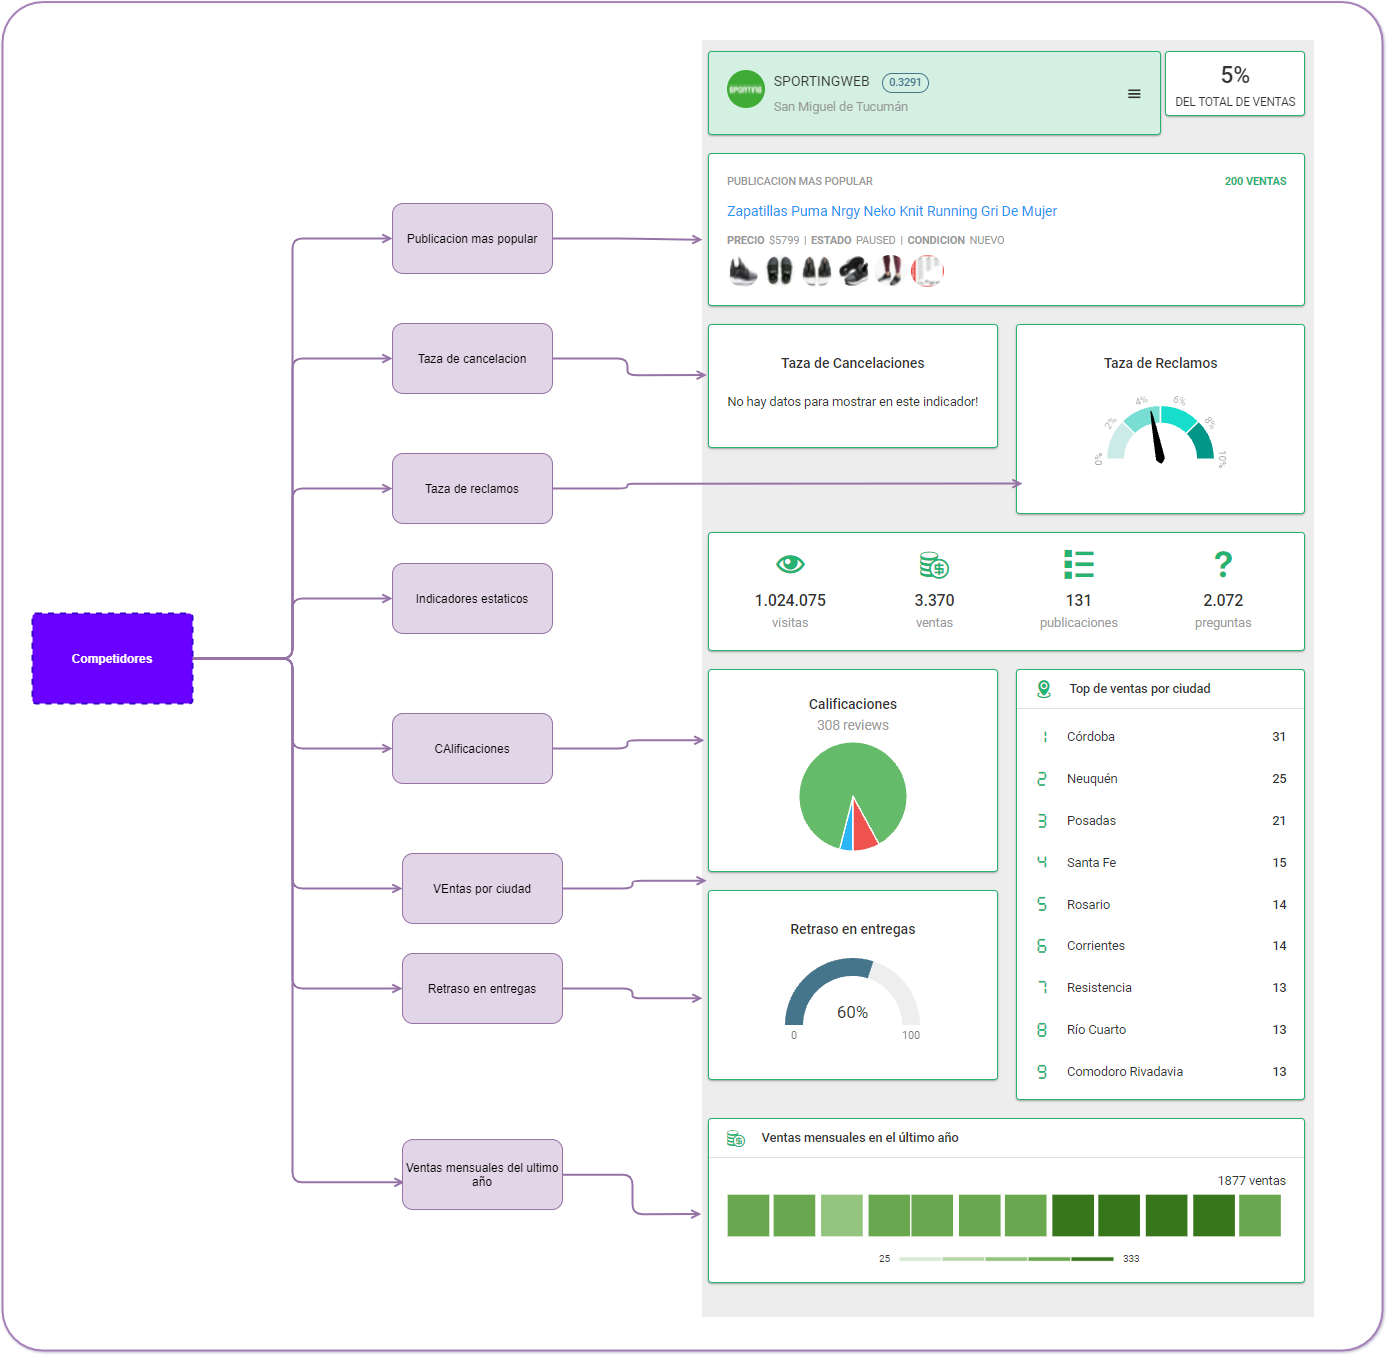 Competidores
Publicacion mas popular
Taza de cancelacion
Taza de reclamos
Indicadores estaticos
CAlificaciones
VEntas por ciudad
Retraso en entregas
Ventas mensuales del ultimo
año
SPORTING
SPORTINGWEB 0.3291
San Miguel de Tucumán
5%
DEL TOTAL DE VENTAS
PUBLICACION MAS POPULAR 200 VENTAS
Zapatillas Puma Nrgy Neko Knit Running Gri De Mujer
PRECIO $5799 | ESTADO PAUSED | CONDICION NUEVO
Taza de Cancelaciones
No hay datos para mostrar en este indicador!
Taza de Reclamos
0% 2% 4% 6% 8% 10%
1.024.075 3.370 131 2.072
visitas ventas publicaciones preguntas
Calificaciones
308 reviews
Retraso en entregas
60%
0 100
Top de ventas por ciudad
1 Córdoba 31
2 Neuquén 25
3 Posadas 21
4 Santa Fe 15
5 Rosario 14
6 Corrientes 14
7 Resistencia 13
8 Río Cuarto 13
9 Comodoro Rivadavia 13
Ventas mensuales en el último año
1877 ventas
25 333